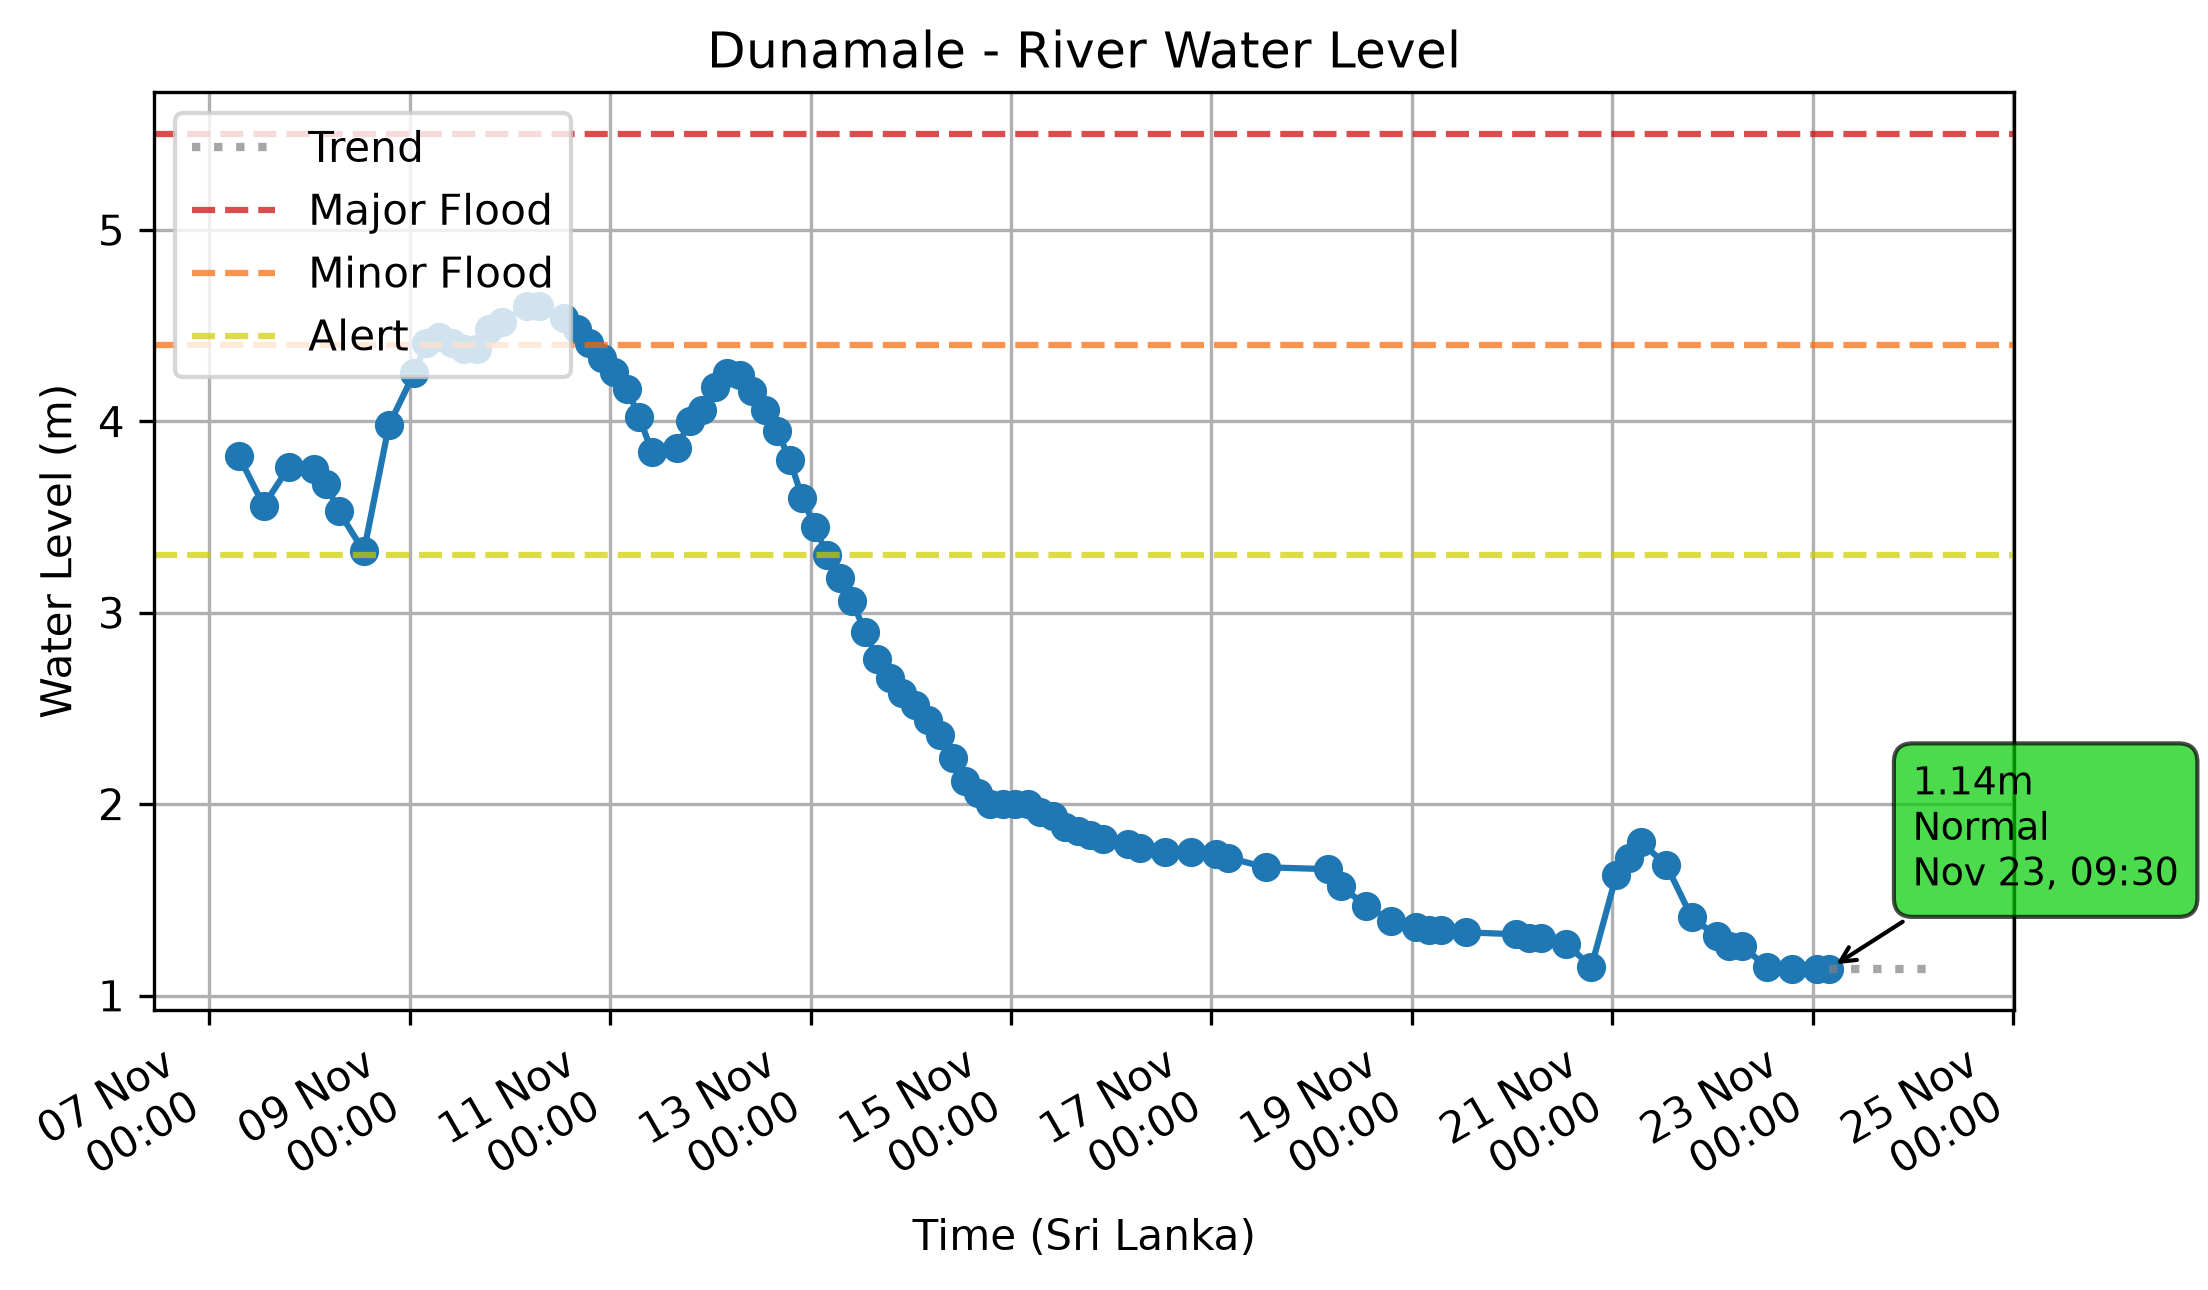 Dunamale - River Water Level
Trend
Major Flood
Minor Flood
Alert
5
4
3
2
1
Water Level (m)
1.14m
Normal
Nov 23, 09:30
07 Nov
00:00
09 Nov
00:00
11 Nov
00:00
13 Nov
00:00
15 Nov
00:00
17 Nov
00:00
19 Nov
00:00
21 Nov
00:00
23 Nov
00:00
25 Nov
00:00
Time (Sri Lanka)